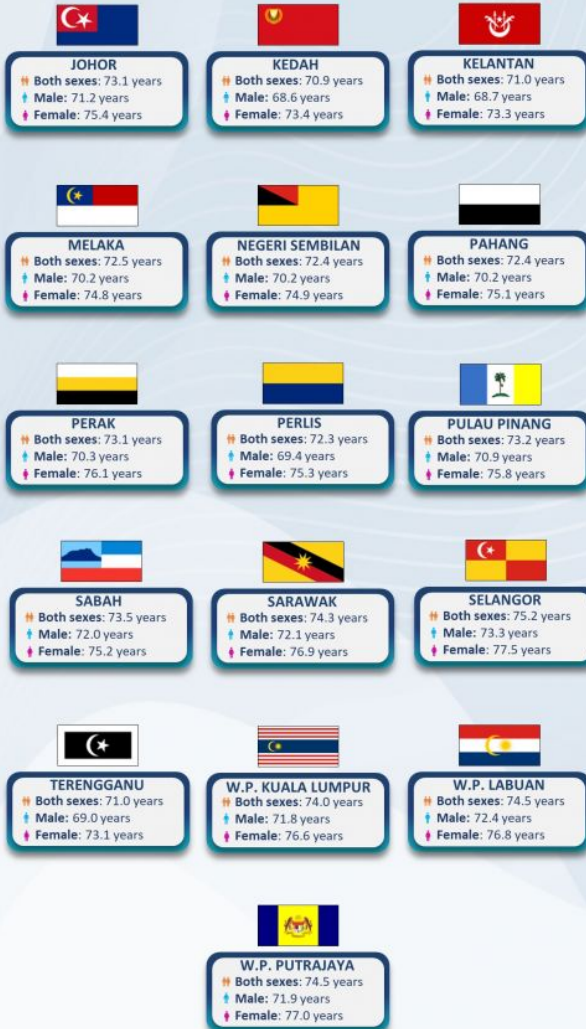 JOHOR
Both sexes: 73.1 years
Male: 71.2 years
Female: 75.4 years
KEDAH
Both sexes: 70.9 years
Male: 68.6 years
Female: 73.4 years
KELANTAN
Both sexes: 71.0 years
Male: 68.7 years
Female: 73.3 years
MELAKA
Both sexes: 72.5 years
Male: 70.2 years
Female: 74.8 years
NEGERI SEMBILAN
Both sexes: 72.4 years
Male: 70.2 years
Female: 74.9 years
PAHANG
Both sexes: 72.4 years
Male: 70.2 years
Female: 75.1 years
PERAK
Both sexes: 73.1 years
Male: 70.3 years
Female: 76.1 years
PERLIS
Both sexes: 72.3 years
Male: 69.4 years
Female: 75.3 years
PULAU PINANG
Both sexes: 73.2 years
Male: 70.9 years
Female: 75.8 years
SABAH
Both sexes: 73.5 years
Male: 72.0 years
Female: 75.2 years
SARAWAK
Both sexes: 74.3 years
Male: 72.1 years
Female: 76.9 years
SELANGOR
Both sexes: 75.2 years
Male: 73.3 years
Female: 77.5 years
TERENGGANU
Both sexes: 71.0 years
Male: 69.0 years
Female: 73.1 years
W.P. KUALA LUMPUR
Both sexes: 74.0 years
Male: 71.8 years
Female: 76.6 years
W.P. LABUAN
Both sexes: 74.5 years
Male: 72.4 years
Female: 76.8 years
W.P. PUTRAJAYA
Both sexes: 74.5 years
Male: 71.9 years
Female: 77.0 years